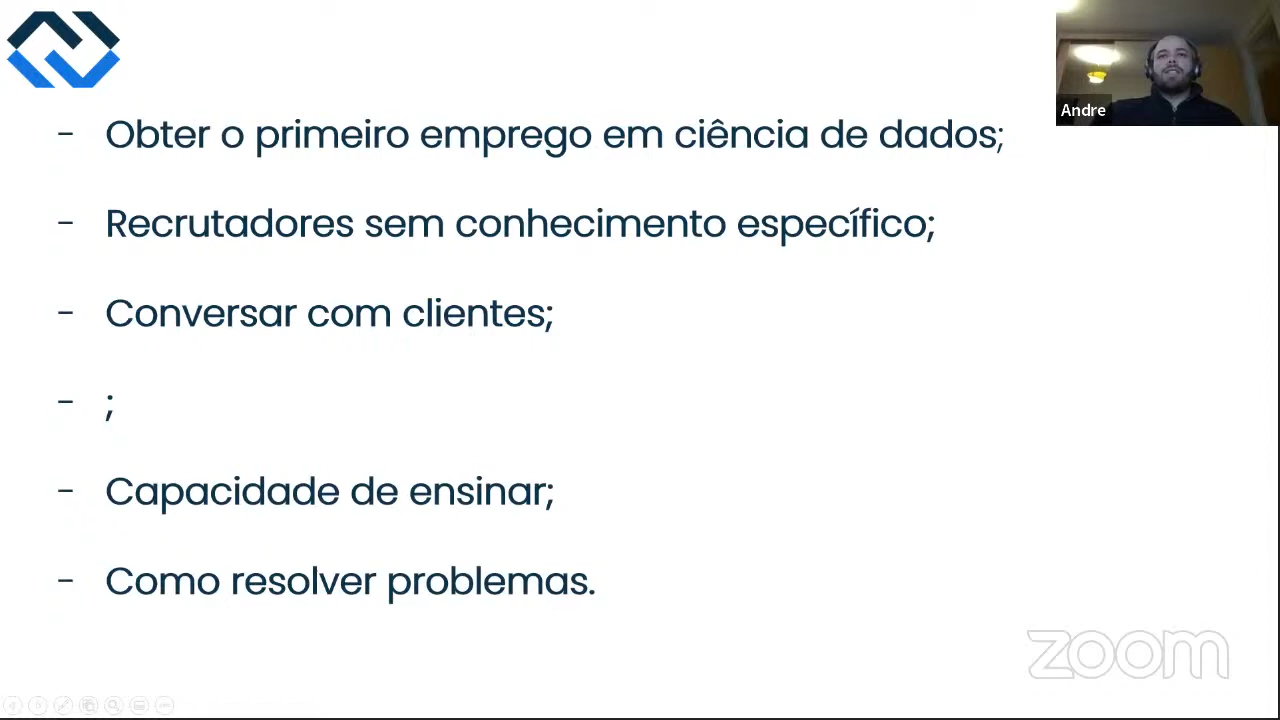 - Obter o primeiro emprego em ciência de dados;
Andre
- Recrutadores sem conhecimento específico;
- Conversar com clientes;
- ;
- Capacidade de ensinar;
- Como resolver problemas.
zoom